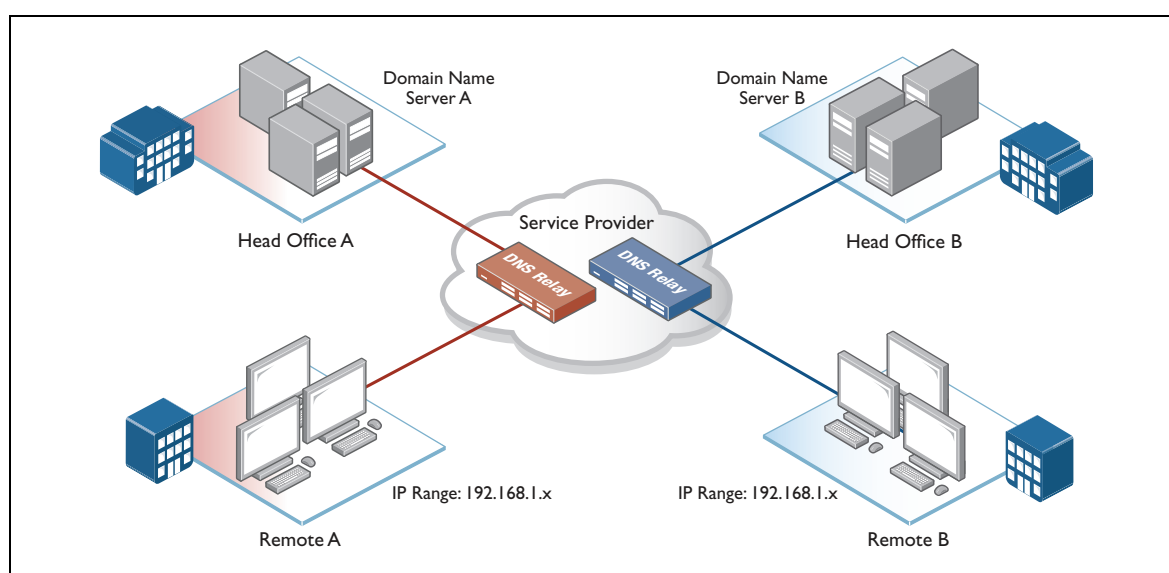 Domain Name
Server A
Domain Name
Server B
Service Provider
Head Office A
DNS Relay
DNS Relay
Head Office B
IP Range: 192.168.1.x
IP Range: 192.168.1.x
Remote A
Remote B